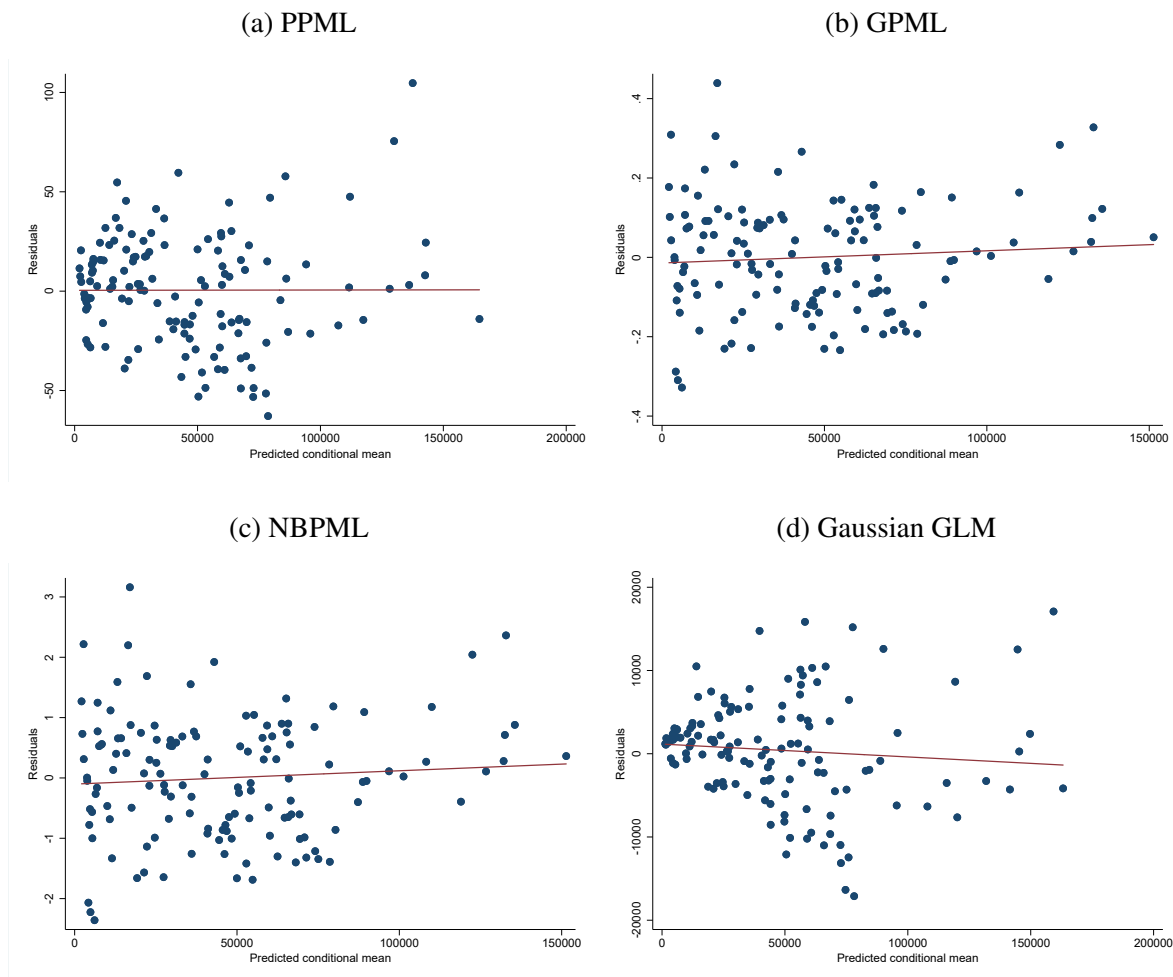 (a) PPML
Residuals
100
50
0
-50
0 50000 100000 150000 200000
Predicted conditional mean
(b) GPML
Residuals
.4
.2
0
-.2
-.4
0 50000 100000 150000
Predicted conditional mean
(c) NBPML
Residuals
3
2
1
0
-1
-2
0 50000 100000 150000
Predicted conditional mean
(d) Gaussian GLM
Residuals
20000
10000
0
-10000
-20000
0 50000 100000 150000 200000
Predicted conditional mean